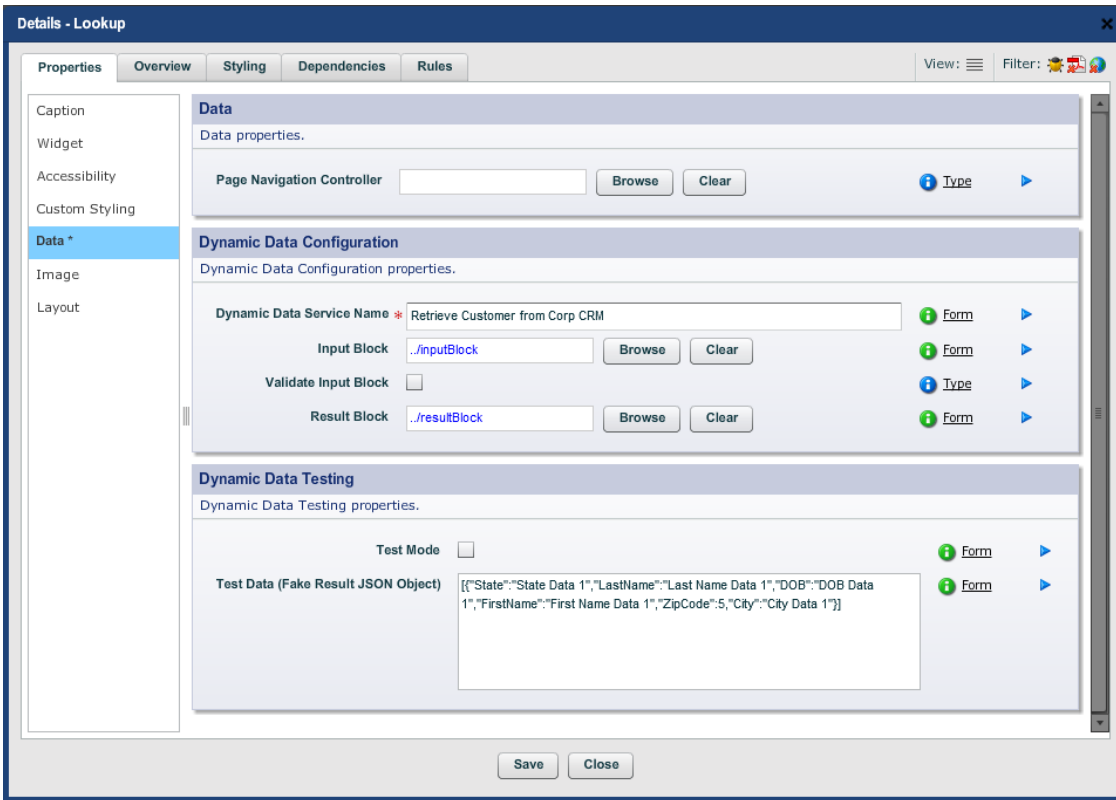 Details - Lookup
Properties Overview Styling Dependencies Rules View: Filter:
Caption
Widget
Accessibility
Custom Styling
Data *
Image
Layout
Data
Data properties.
Page Navigation Controller Browse Clear Type
Dynamic Data Configuration
Dynamic Data Configuration properties.
Dynamic Data Service Name * Retrieve Customer from Corp CRM Form
Input Block ../inputBlock Browse Clear Form
Validate Input Block Type
Result Block ../resultBlock Browse Clear Form
Dynamic Data Testing
Dynamic Data Testing properties.
Test Mode Form
Test Data (Fake Result JSON Object) [{"State":"State Data 1","LastName":"Last Name Data 1","DOB":"DOB Data Form
1","FirstName":"First Name Data 1","ZipCode":5,"City":"City Data 1"}]
Save Close